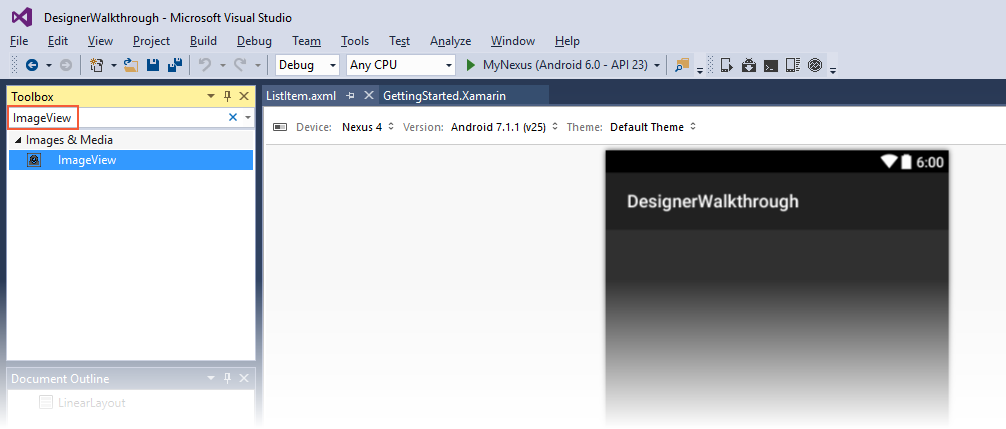 DesignerWalkthrough - Microsoft Visual Studio
File Edit View Project Build Debug Team Tools Test Analyze Window Help
Debug Any CPU MyNexus (Android 6.0 - API 23)
Toolbox
ImageView
Images & Media
ImageView
Document Outline
LinearLayout
ListItem.axml GettingStarted.Xamarin
Device: Nexus 4 Version: Android 7.1.1 (v25) Theme: Default Theme
6:00
DesignerWalkthrough